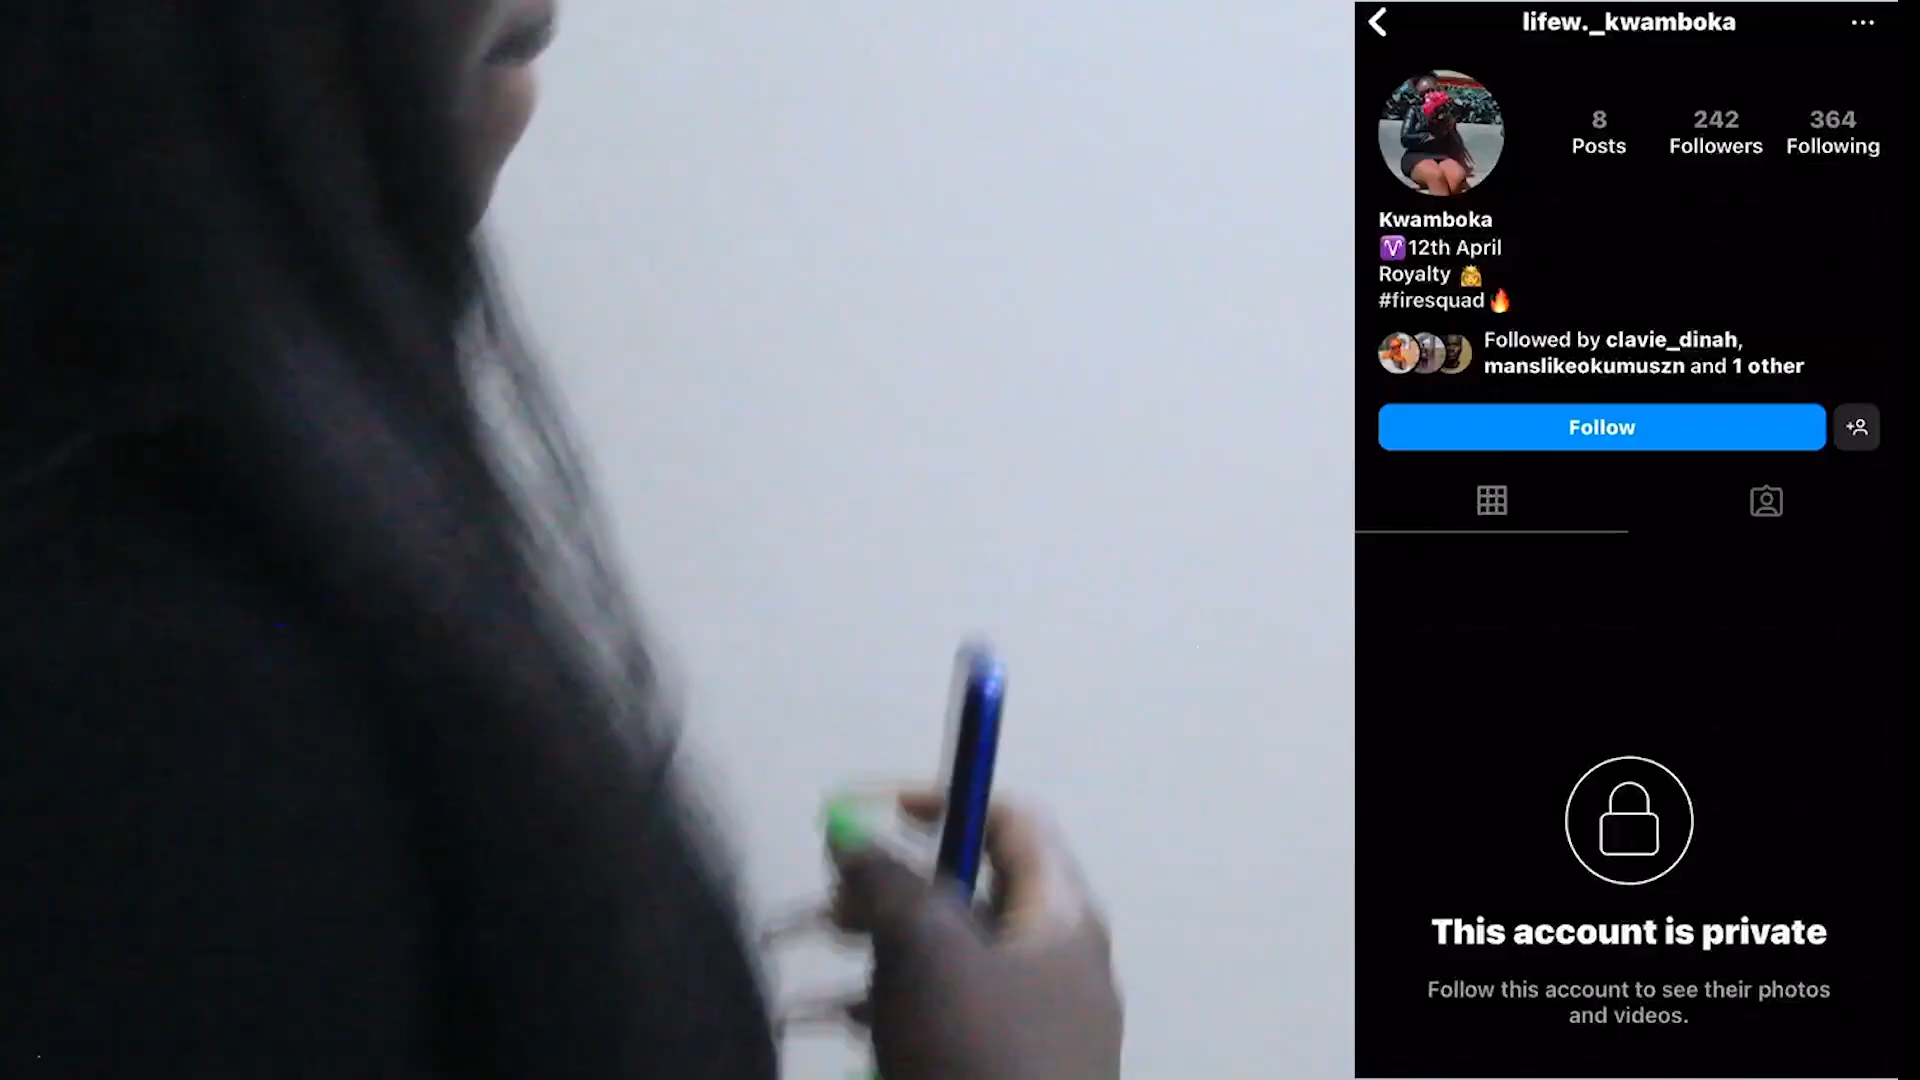 lifew._kwamboka
8
Posts
242
Followers
364
Following
Kwamboka
♈12th April
Royalty 👸
#firesquad🔥
Followed by clavie_dinah,
manslikeokumuszn and 1 other
Follow
This account is private
Follow this account to see their photos
and videos.